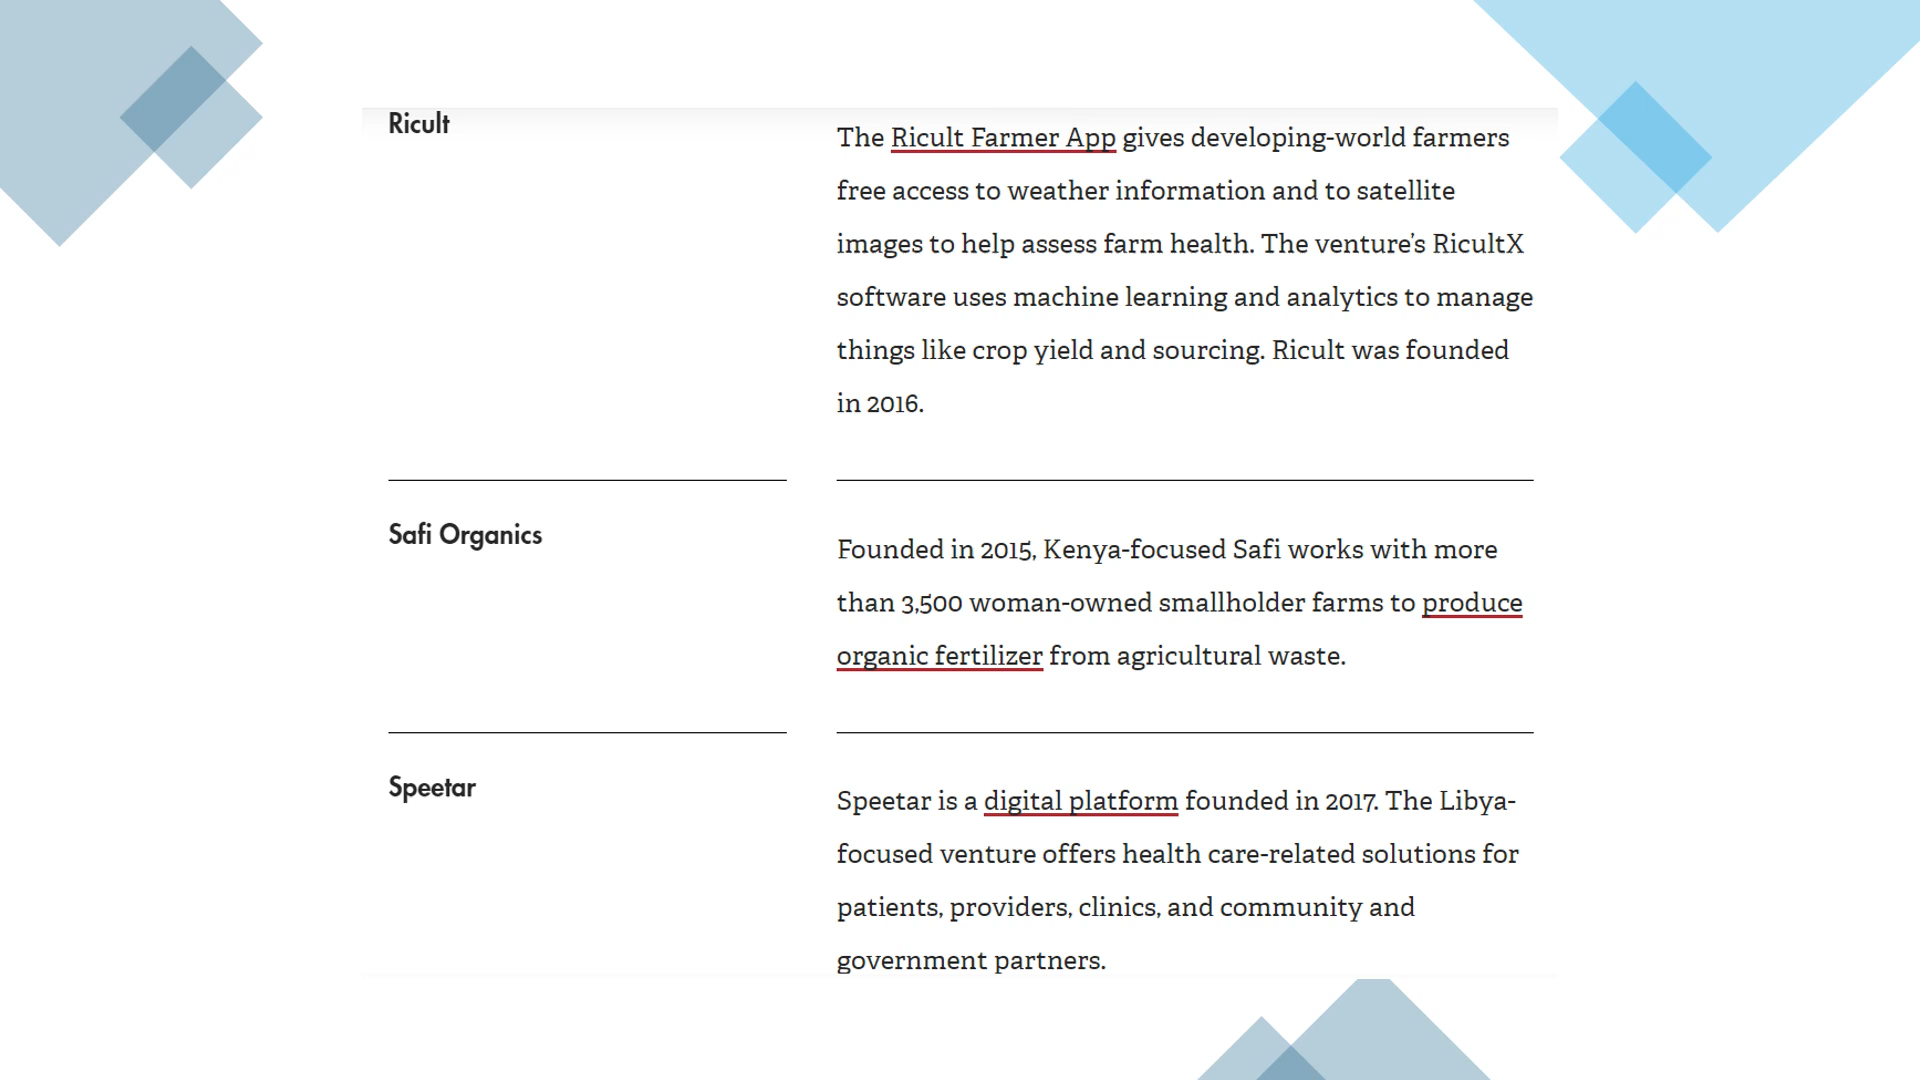 Ricult
The Ricult Farmer App gives developing-world farmers
free access to weather information and to satellite
images to help assess farm health. The venture’s RicultX
software uses machine learning and analytics to manage
things like crop yield and sourcing. Ricult was founded
in 2016.
Safi Organics
Founded in 2015, Kenya-focused Safi works with more
than 3,500 woman-owned smallholder farms to produce
organic fertilizer from agricultural waste.
Speetar
Speetar is a digital platform founded in 2017. The Libya-
focused venture offers health care-related solutions for
patients, providers, clinics, and community and
government partners.